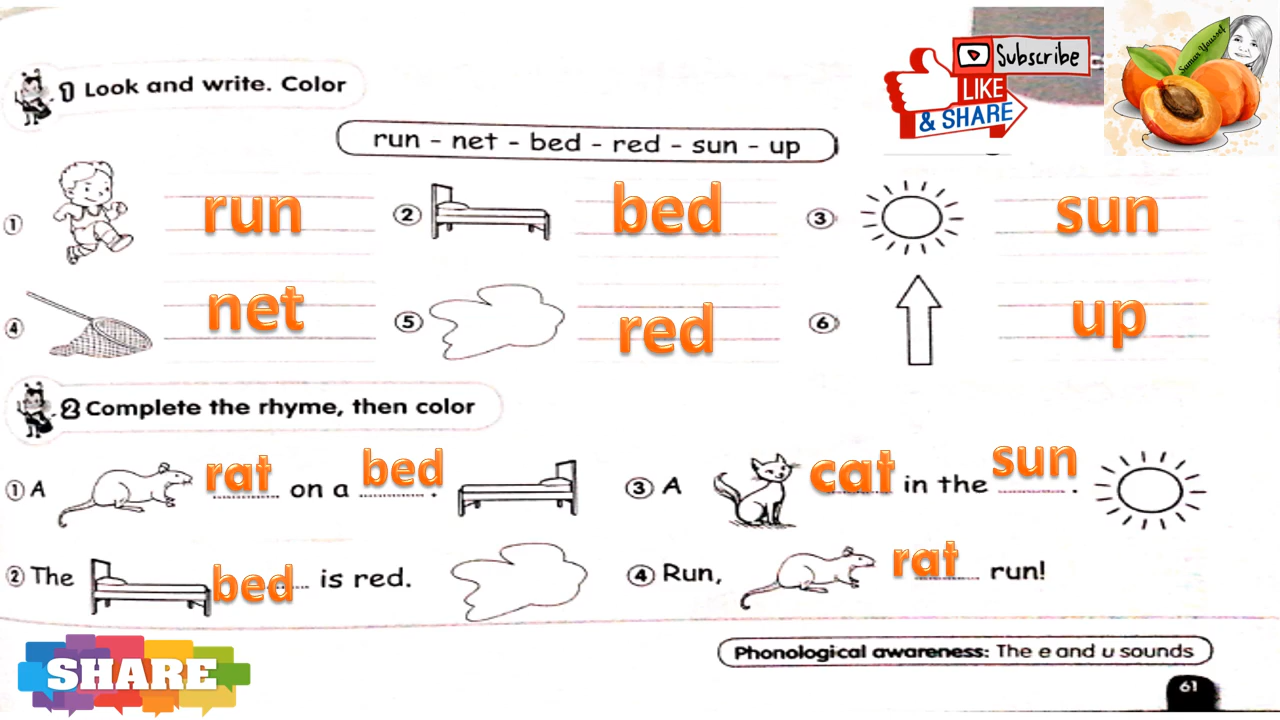 Subscribe
LIKE
& SHARE
Samar Youssef
1 Look and write. Color
run - net - bed - red - sun - up
1 run 2 bed 3 sun
4 net 5 red 6 up
2 Complete the rhyme, then color
1 A rat on a bed.
3 A cat in the sun.
2 The bed is red.
4 Run, rat run!
Phonological awareness: The e and u sounds
SHARE
61